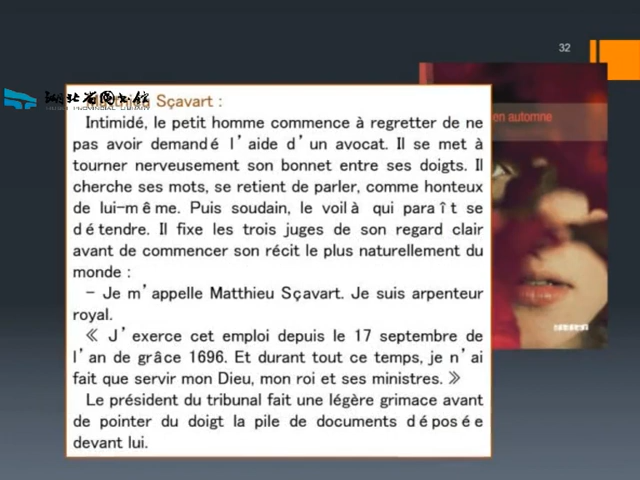 32
湖北省图书馆
Sçavart :
Intimidé, le petit homme commence à regretter de ne
pas avoir demandé l'aide d'un avocat. Il se met à
tourner nerveusement son bonnet entre ses doigts. Il
cherche ses mots, se retient de parler, comme honteux
de lui-même. Puis soudain, le voilà qui paraît se
détendre. Il fixe les trois juges de son regard clair
avant de commencer son récit le plus naturellement du
monde :
- Je m'appelle Matthieu Sçavart. Je suis arpenteur
royal.
《 J'exerce cet emploi depuis le 17 septembre de
l'an de grâce 1696. Et durant tout ce temps, je n'ai
fait que servir mon Dieu, mon roi et ses ministres. 》
Le président du tribunal fait une légère grimace avant
de pointer du doigt la pile de documents déposée
devant lui.
en automne